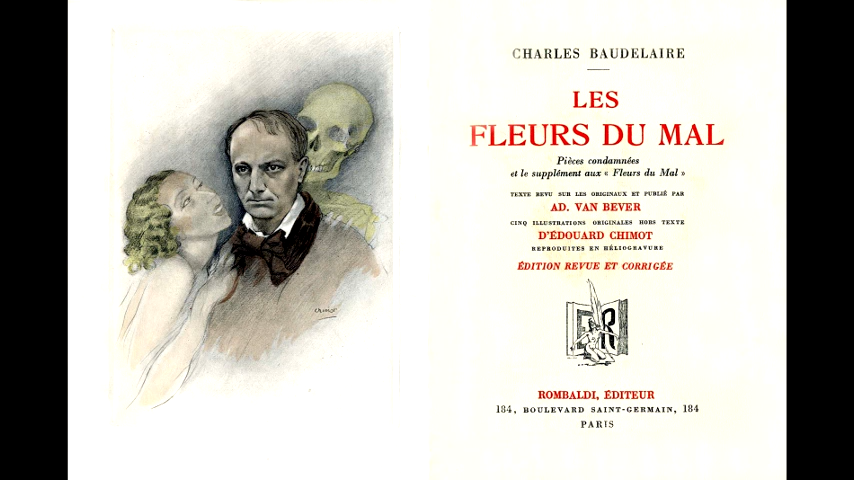 Chimot
CHARLES BAUDELAIRE
LES
FLEURS DU MAL
Pièces condamnées
et le supplément aux « Fleurs du Mal »
TEXTE REVU SUR LES ORIGINAUX ET PUBLIÉ PAR
AD. VAN BEVER
CINQ ILLUSTRATIONS ORIGINALES HORS TEXTE
D'ÉDOUARD CHIMOT
REPRODUITES EN HÉLIOGRAVURE
ÉDITION REVUE ET CORRIGÉE
ER
ROMBALDI, ÉDITEUR
184, BOULEVARD SAINT-GERMAIN, 184
PARIS